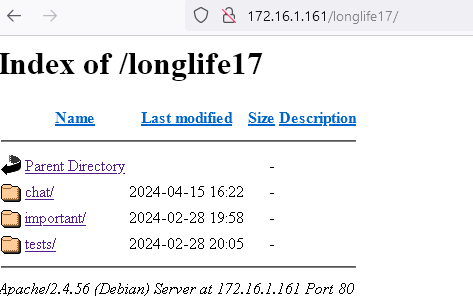 172.16.1.161/longlife17/
Index of /longlife17
Name Last modified Size Description
Parent Directory -
chat/ 2024-04-15 16:22 -
important/ 2024-02-28 19:58 -
tests/ 2024-02-28 20:05 -
Apache/2.4.56 (Debian) Server at 172.16.1.161 Port 80